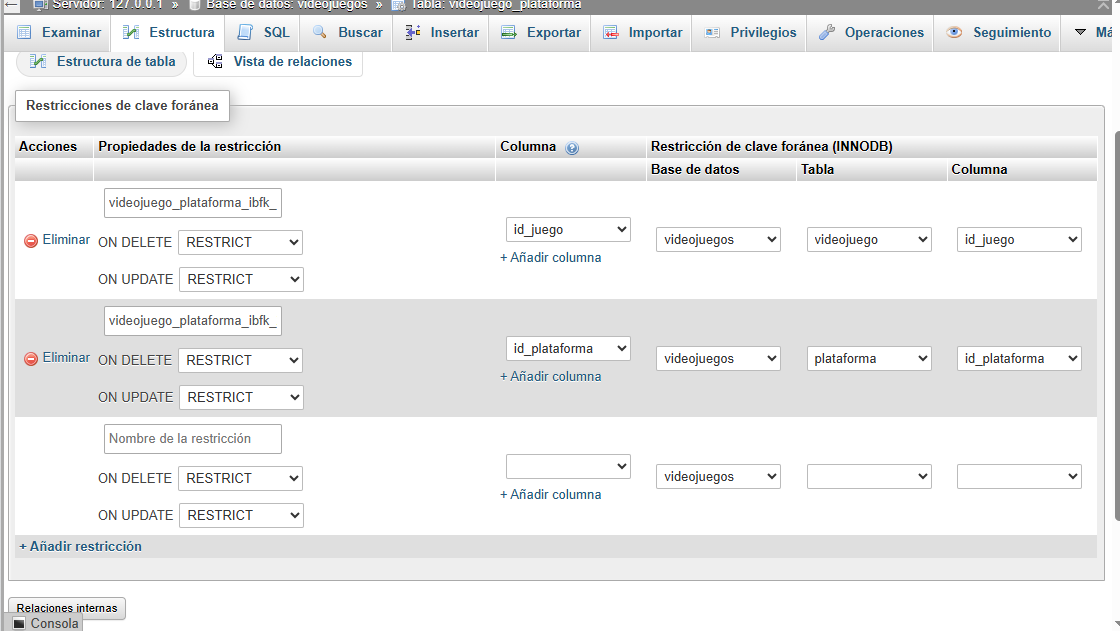 Servidor: 127.0.0.1 » Base de datos: videojuegos » Tabla: videojuego_plataforma
Examinar Estructura SQL Buscar Insertar Exportar Importar Privilegios Operaciones Seguimiento Má
Estructura de tabla Vista de relaciones
Restricciones de clave foránea
Acciones Propiedades de la restricción Columna Restricción de clave foránea (INNODB)
Base de datos Tabla Columna
videojuego_plataforma_ibfk_
Eliminar ON DELETE RESTRICT id_juego videojuegos videojuego id_juego
+ Añadir columna
ON UPDATE RESTRICT
videojuego_plataforma_ibfk_
Eliminar ON DELETE RESTRICT id_plataforma videojuegos plataforma id_plataforma
+ Añadir columna
ON UPDATE RESTRICT
Nombre de la restricción
ON DELETE RESTRICT videojuegos
+ Añadir columna
ON UPDATE RESTRICT
+ Añadir restricción
Relaciones internas
Consola